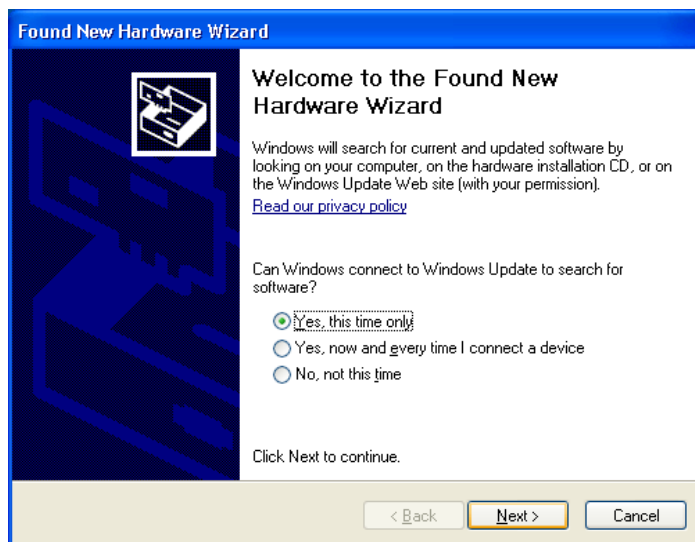 Found New Hardware Wizard
Welcome to the Found New
Hardware Wizard
Windows will search for current and updated software by
looking on your computer, on the hardware installation CD, or on
the Windows Update Web site (with your permission).
Read our privacy policy
Can Windows connect to Windows Update to search for
software?
Yes, this time only
Yes, now and every time I connect a device
No, not this time
Click Next to continue.
< Back
Next >
Cancel